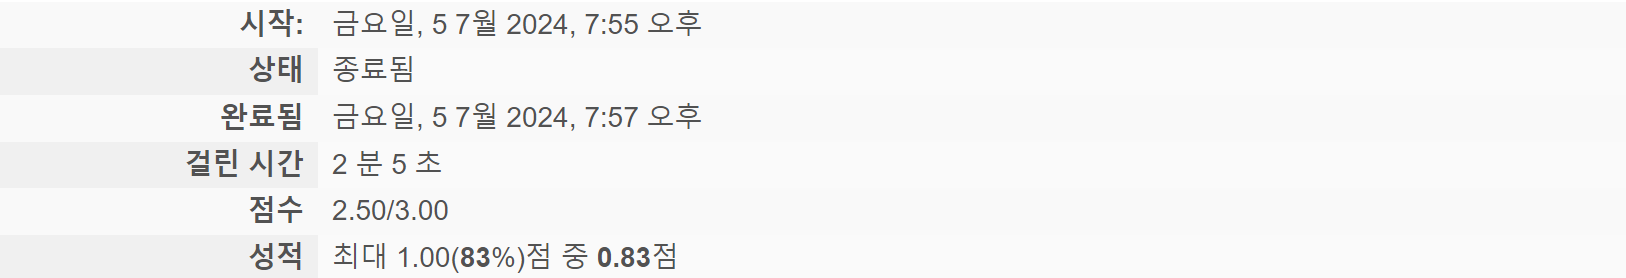 시작: 금요일, 5 7월 2024, 7:55 오후
상태 종료됨
완료됨 금요일, 5 7월 2024, 7:57 오후
걸린 시간 2 분 5 초
점수 2.50/3.00
성적 최대 1.00(83%)점 중 0.83점